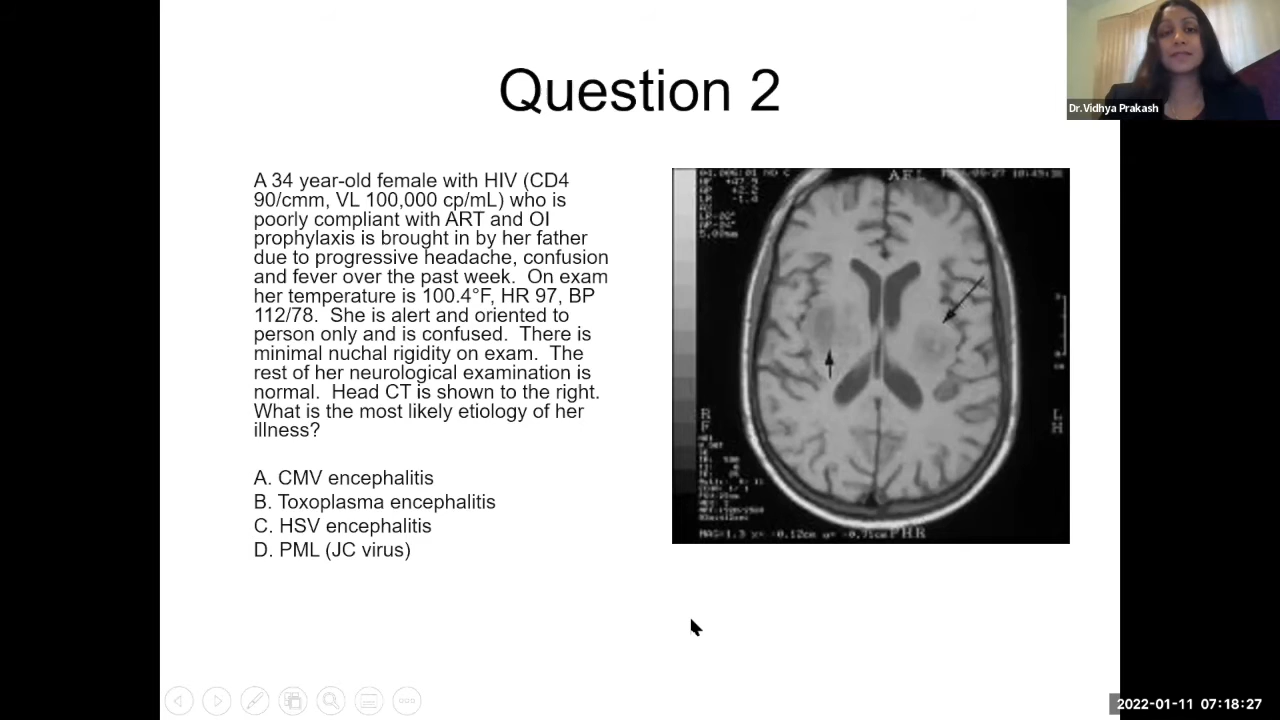 Question 2
Dr.Vidhya Prakash
A 34 year-old female with HIV (CD4
90/cmm, VL 100,000 cp/mL) who is
poorly compliant with ART and OI
prophylaxis is brought in by her father
due to progressive headache, confusion
and fever over the past week. On exam
her temperature is 100.4°F, HR 97, BP
112/78. She is alert and oriented to
person only and is confused. There is
minimal nuchal rigidity on exam. The
rest of her neurological examination is
normal. Head CT is shown to the right.
What is the most likely etiology of her
illness?
A. CMV encephalitis
B. Toxoplasma encephalitis
C. HSV encephalitis
D. PML (JC virus)
R
L
2022-01-11 07:18:27